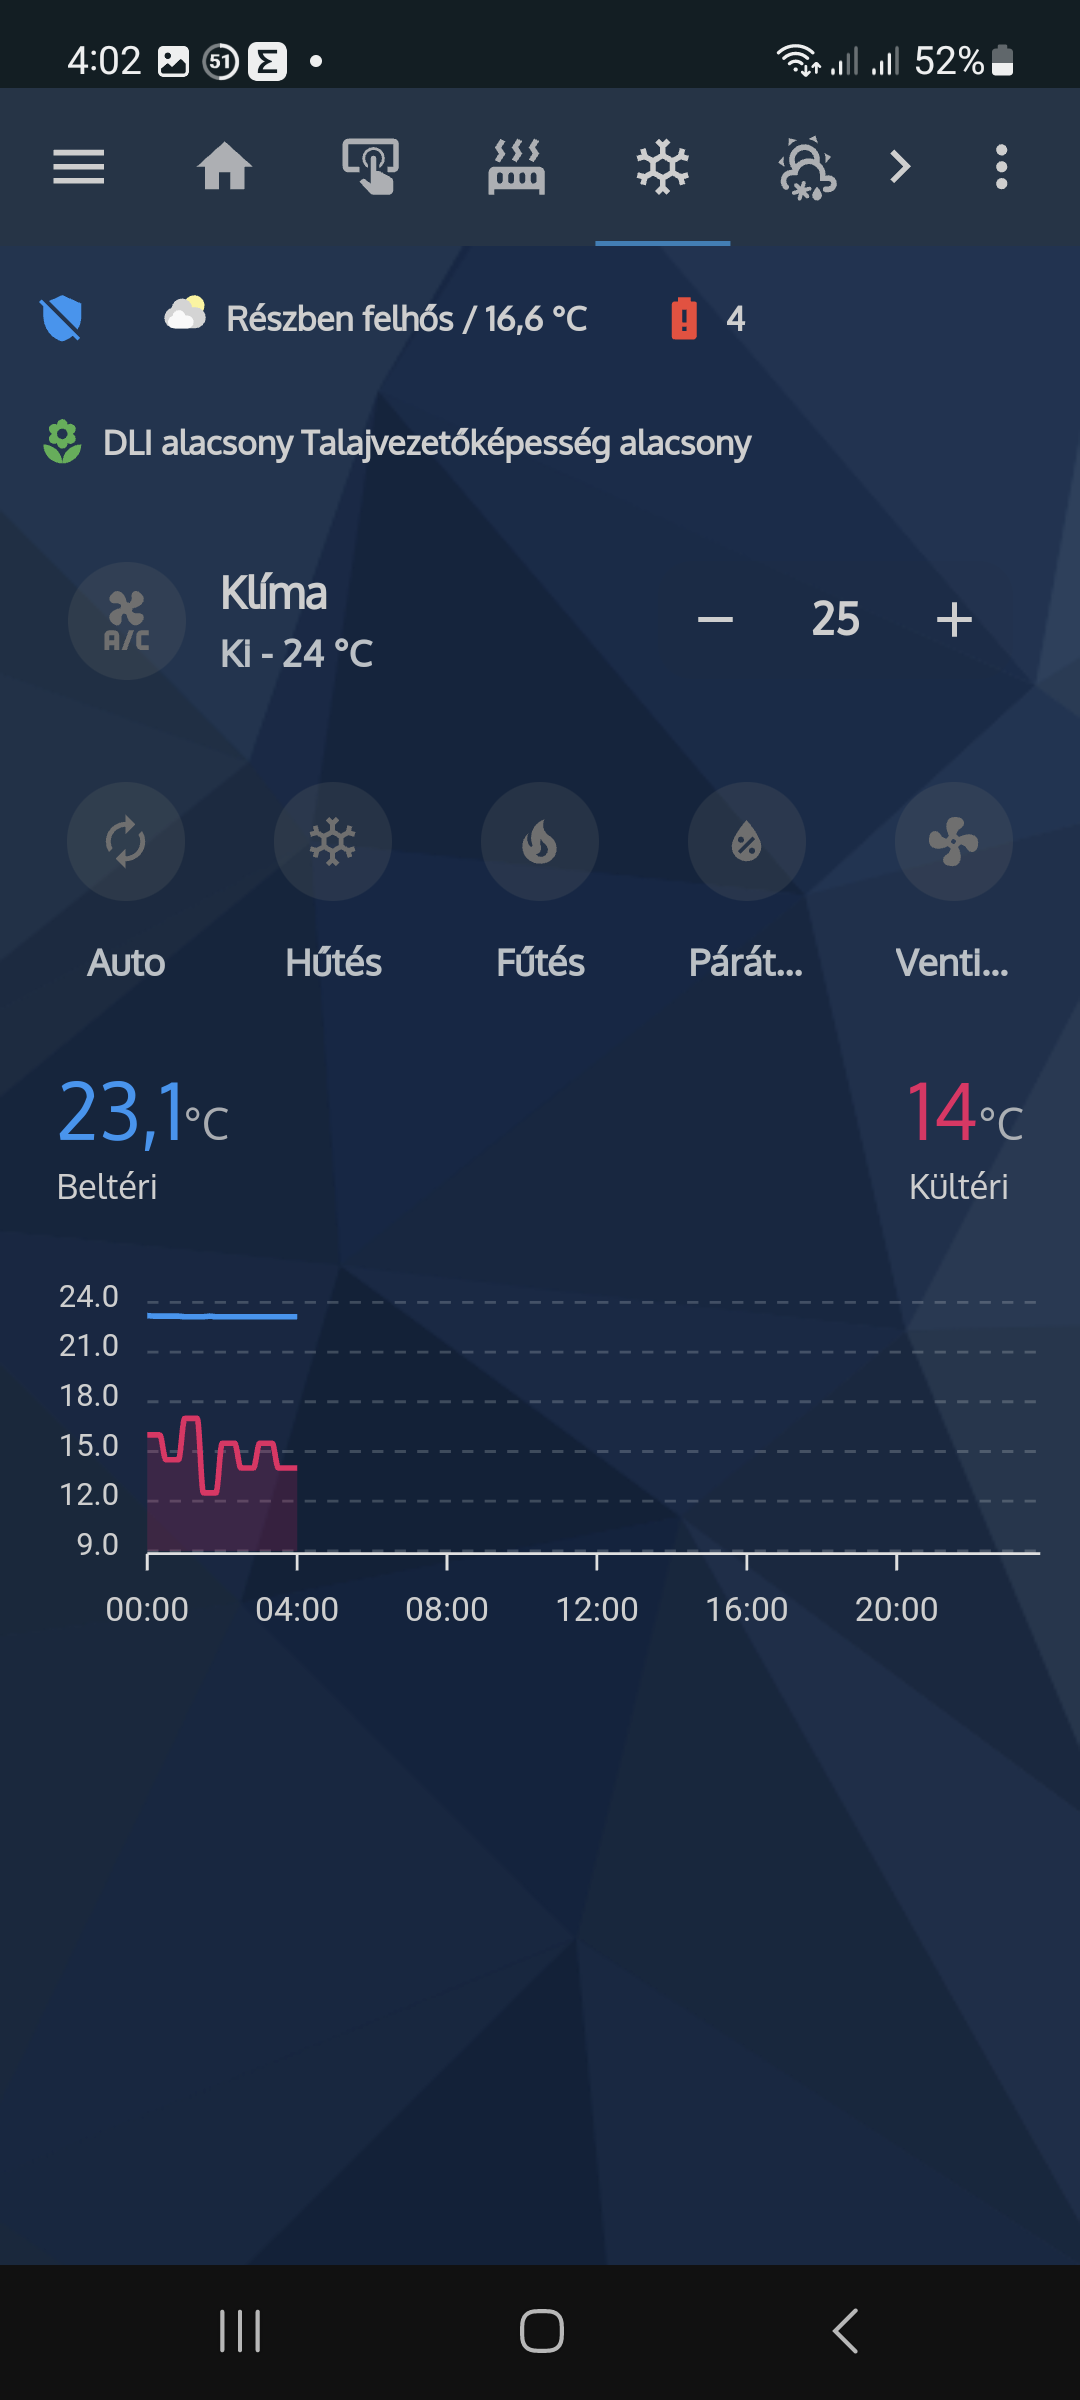 4:02 51 52%
Részben felhős / 16,6 °C 4
DLI alacsony Talajvezetőképesség alacsony
Klíma
A/C
Ki - 24 °C
25
Auto Hűtés Fűtés Párát... Venti...
23,1°C 14°C
Beltéri Kültéri
24.0
21.0
18.0
15.0
12.0
9.0
00:00 04:00 08:00 12:00 16:00 20:00